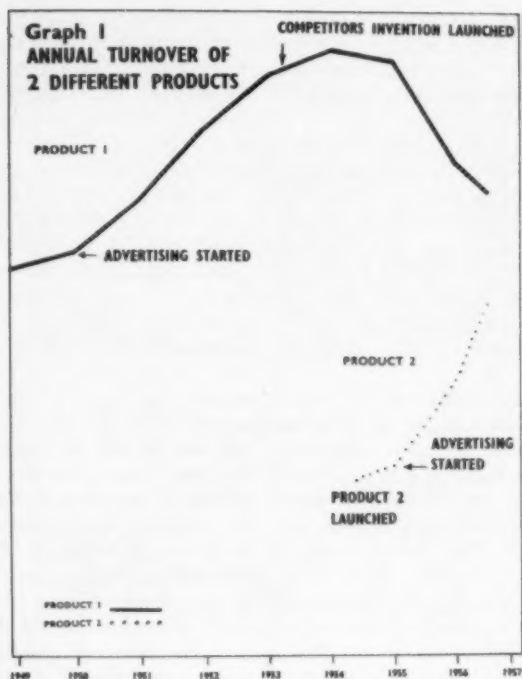 Graph 1
ANNUAL TURNOVER OF
2 DIFFERENT PRODUCTS
COMPETITORS INVENTION LAUNCHED
PRODUCT 1
ADVERTISING STARTED
PRODUCT 2
ADVERTISING
STARTED
PRODUCT 2
LAUNCHED
PRODUCT 1
PRODUCT 2
1949 1950 1951 1952 1953 1954 1955 1956 1957